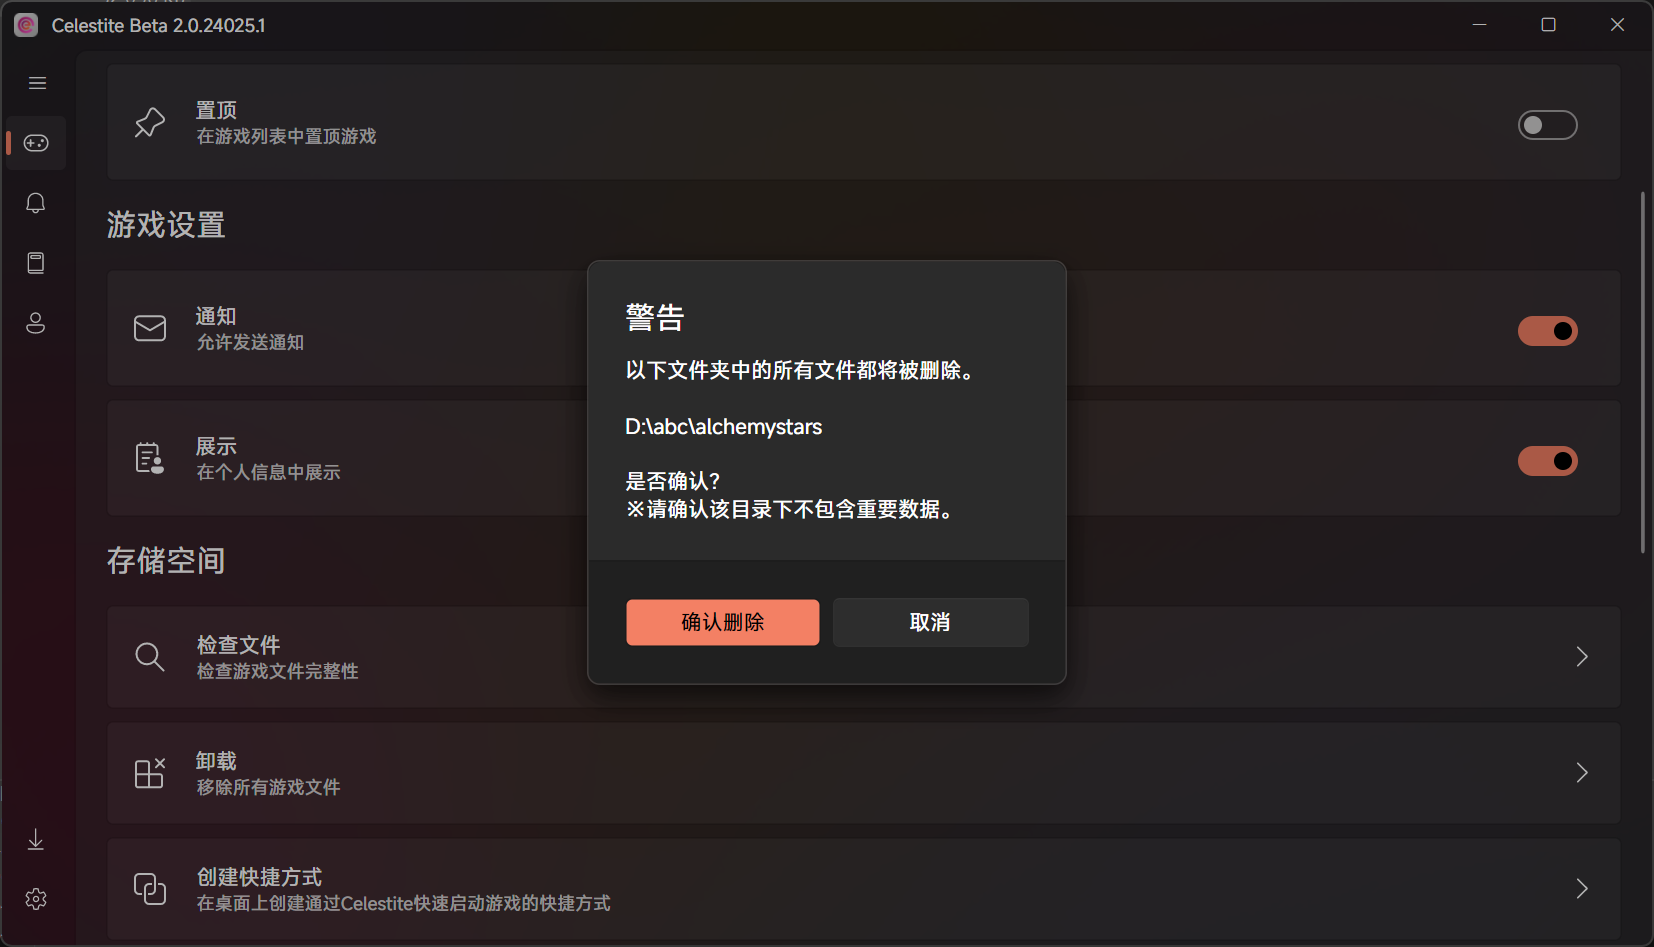 Celestite Beta 2.0.24025.1
置顶
在游戏列表中置顶游戏
游戏设置
通知
允许发送通知
展示
在个人信息中展示
存储空间
检查文件
检查游戏文件完整性
卸载
移除所有游戏文件
创建快捷方式
在桌面上创建通过Celestite快速启动游戏的快捷方式
警告
以下文件夹中的所有文件都将被删除。
D:\abc\alchemystars
是否确认?
※请确认该目录下不包含重要数据。
确认删除
取消